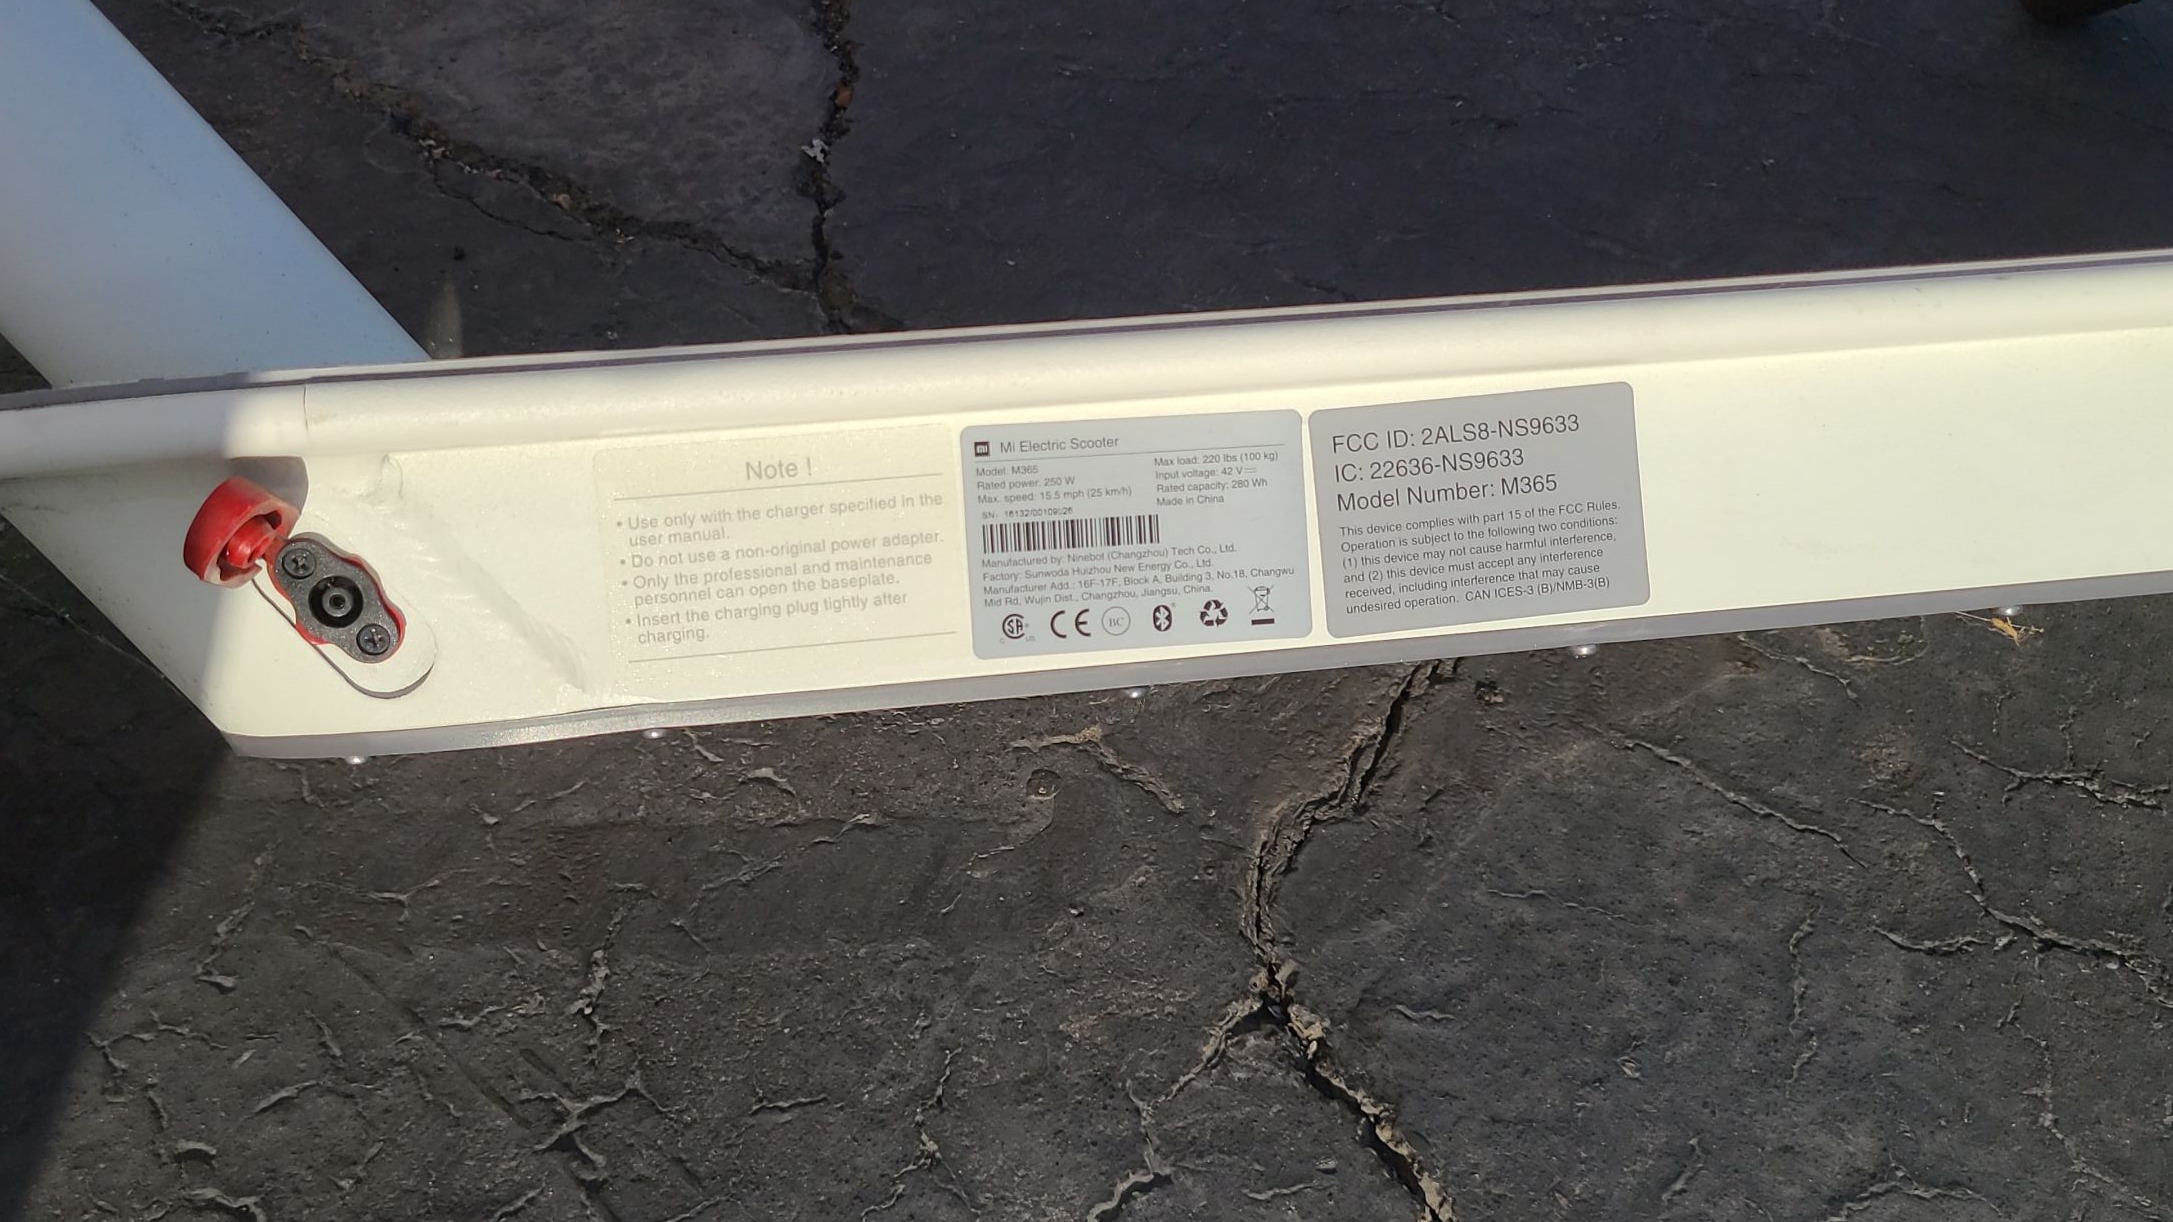 Note !
• Use only with the charger specified in the
user manual.
• Do not use a non-original power adapter.
• Only the professional and maintenance
personnel can open the baseplate.
• Insert the charging plug tightly after
charging.
mi Mi Electric Scooter
Model: M365
Rated power: 250 W
Max. speed: 15.5 mph (25 km/h)
Max load: 220 lbs (100 kg)
Input voltage: 42 V
Rated capacity: 280 Wh
Made in China
SN:
Manufactured by: Ninebot (Changzhou) Tech Co., Ltd.
Factory: Sunwoda Huizhou New Energy Co., Ltd.
Manufacturer Add.: 16F-17F, Block A, Building 3, No.18, Changwu
Mid Rd, Wujin Dist., Changzhou, Jiangsu, China.
C SA US CE BC
FCC ID: 2ALS8-NS9633
IC: 22636-NS9633
Model Number: M365
This device complies with part 15 of the FCC Rules.
Operation is subject to the following two conditions:
(1) this device may not cause harmful interference,
and (2) this device must accept any interference
received, including interference that may cause
undesired operation. CAN ICES-3 (B)/NMB-3(B)